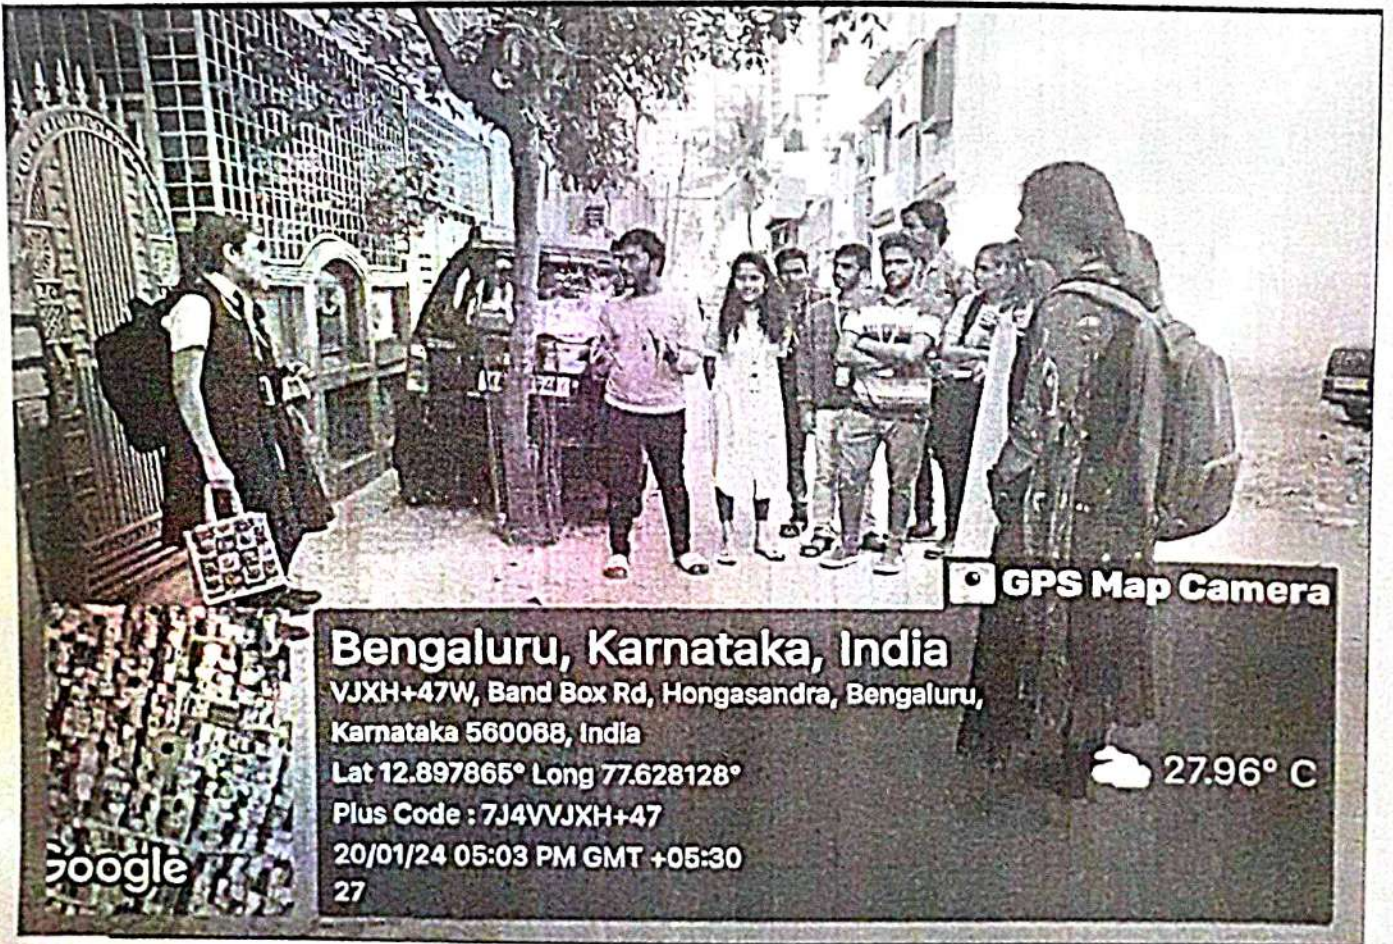 GPS Map Camera
Bengaluru, Karnataka, India
VJXH+47W, Band Box Rd, Hongasandra, Bengaluru,
Karnataka 560068, India
Lat 12.897865° Long 77.628128°
27.96° C
Plus Code : 7J4VVJXH+47
20/01/24 05:03 PM GMT +05:30
27
Google